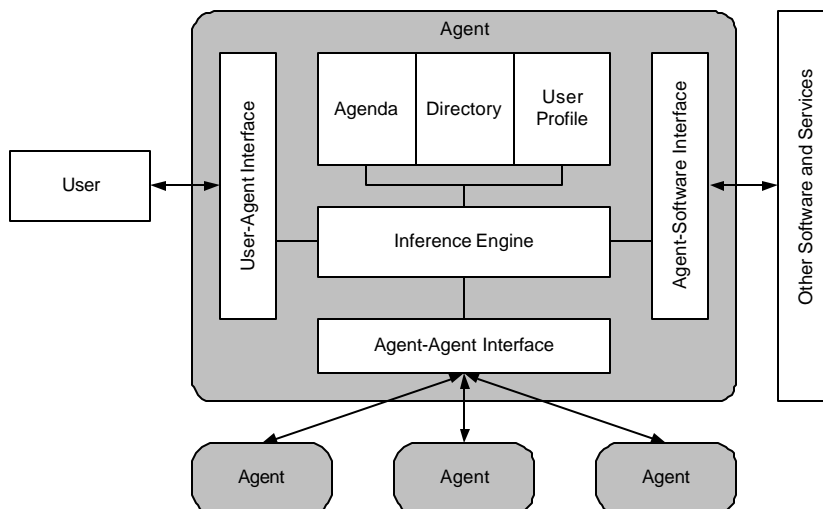 Agent
User
User-Agent Interface
Agenda
Directory
User
Profile
Inference Engine
Agent-Agent Interface
Agent-Software Interface
Other Software and Services
Agent
Agent
Agent